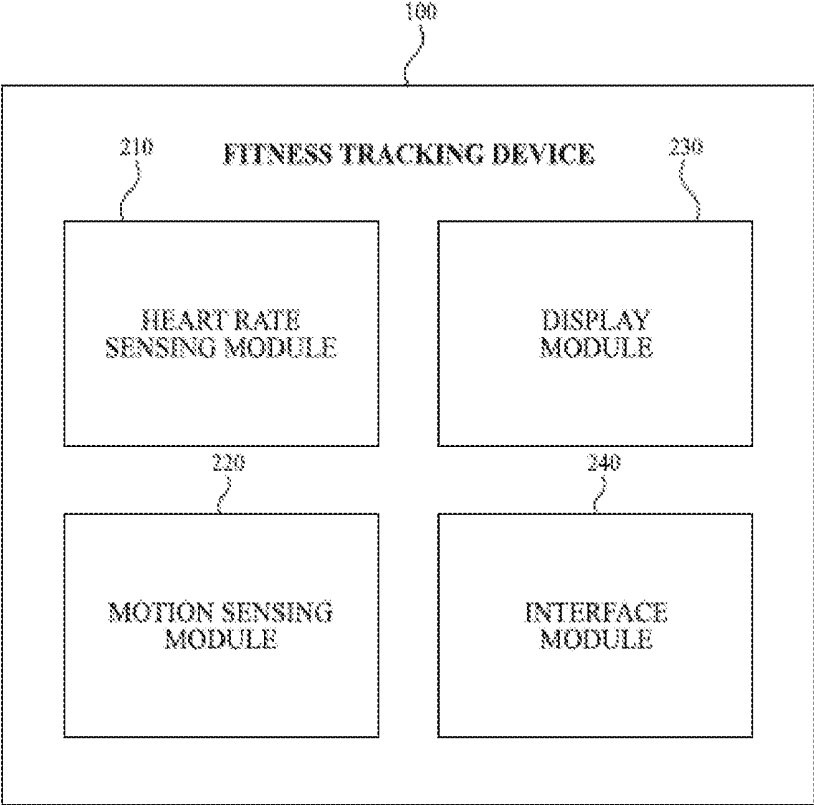 100
210
FITNESS TRACKING DEVICE
230
HEART RATE
SENSING MODULE
DISPLAY
MODULE
220
240
MOTION SENSING
MODULE
INTERFACE
MODULE